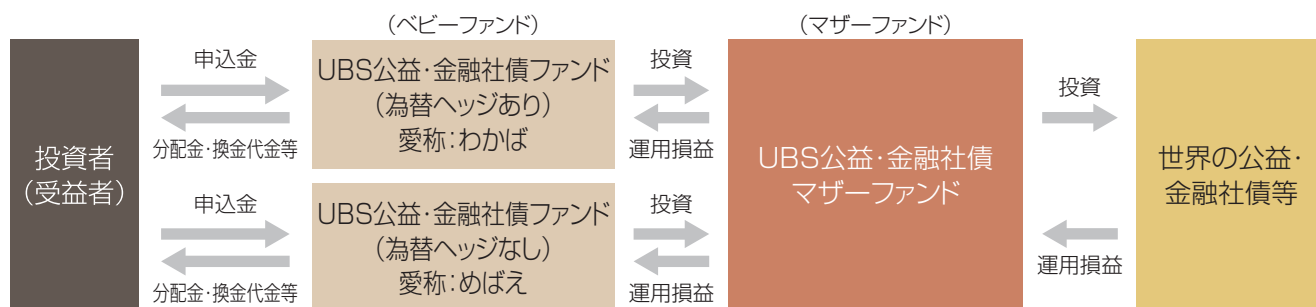 (ベビーファンド)
(マザーファンド)
投資者
(受益者)
申込金
分配金・換金代金等
申込金
分配金・換金代金等
UBS公益・金融社債ファンド
(為替ヘッジあり)
愛称:わかば
UBS公益・金融社債ファンド
(為替ヘッジなし)
愛称:めばえ
投資
運用損益
投資
運用損益
UBS公益・金融社債
マザーファンド
投資
運用損益
世界の公益・
金融社債等